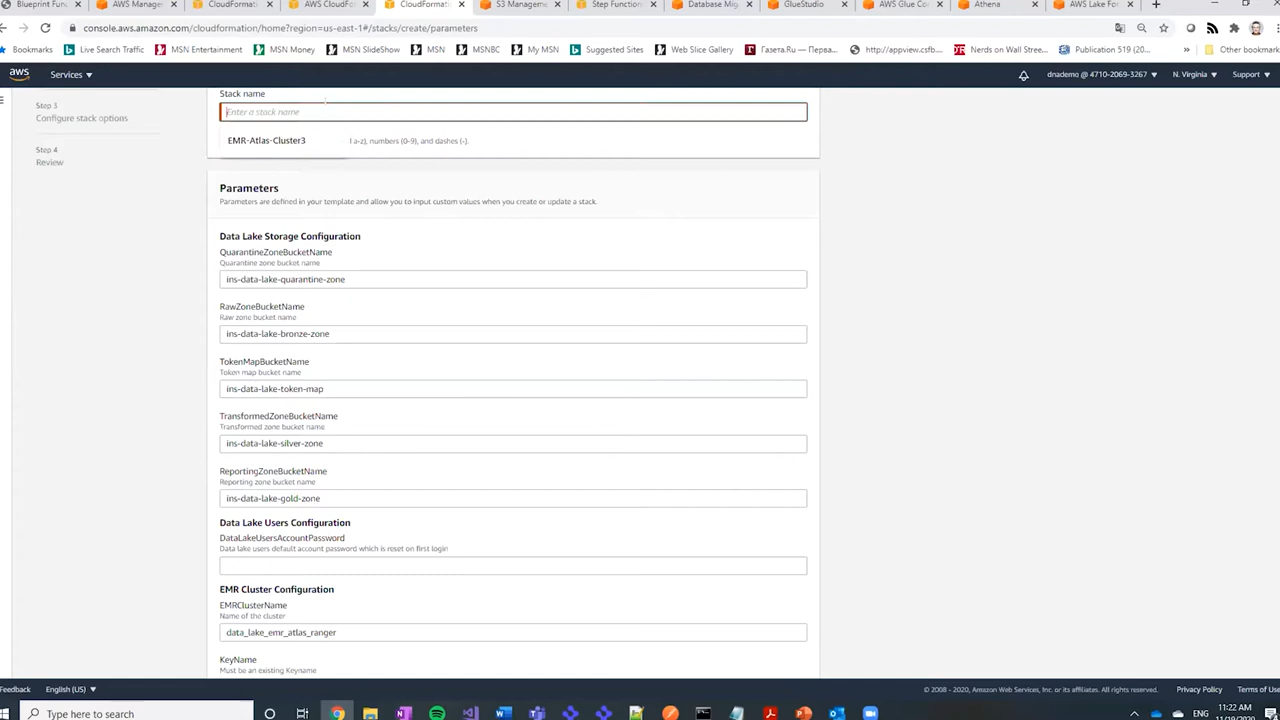 Blueprint Fun
AWS Manag
CloudFormati
AWS CloudFo
CloudFormati
S3 Manageme
Step Function
Database Mig
GlueStudio
AWS Glue Co
Athena
AWS Lake For
console.aws.amazon.com/cloudformation/home?region=us-east-1#/stacks/create/parameters
Bookmarks
Live Search Traffic
MSN Entertainment
MSN Money
MSN SlideShow
MSN
MSNBC
My MSN
Suggested Sites
Web Slice Gallery
Газета.Ru — Перва...
http://appview.csfb....
Nerds on Wall Stree...
Publication 519 (20...
»
Other bookmark
aws
Services
dnademo @ 4710-2069-3267
N. Virginia
Support
Step 3
Configure stack options
Step 4
Review
Stack name
Enter a stack name
EMR-Atlas-Cluster3
l a-z), numbers (0-9), and dashes (-).
Parameters
Parameters are defined in your template and allow you to input custom values when you create or update a stack.
Data Lake Storage Configuration
QuarantineZoneBucketName
Quarantine zone bucket name
ins-data-lake-quarantine-zone
RawZoneBucketName
Raw zone bucket name
ins-data-lake-bronze-zone
TokenMapBucketName
Token map bucket name
ins-data-lake-token-map
TransformedZoneBucketName
Transformed zone bucket name
ins-data-lake-silver-zone
ReportingZoneBucketName
Reporting zone bucket name
ins-data-lake-gold-zone
Data Lake Users Configuration
DataLakeUsersAccountPassword
Data lake users default account password which is reset on first login
EMR Cluster Configuration
EMRClusterName
Name of the cluster
data_lake_emr_atlas_ranger
KeyName
Must be an existing Keyname
Feedback
English (US)
© 2008 - 2020, Amazon Web Services, Inc. or its affiliates. All rights reserved.
Privacy Policy
Terms of Use
Type here to search
ENG
11:22 AM
11/19/2020